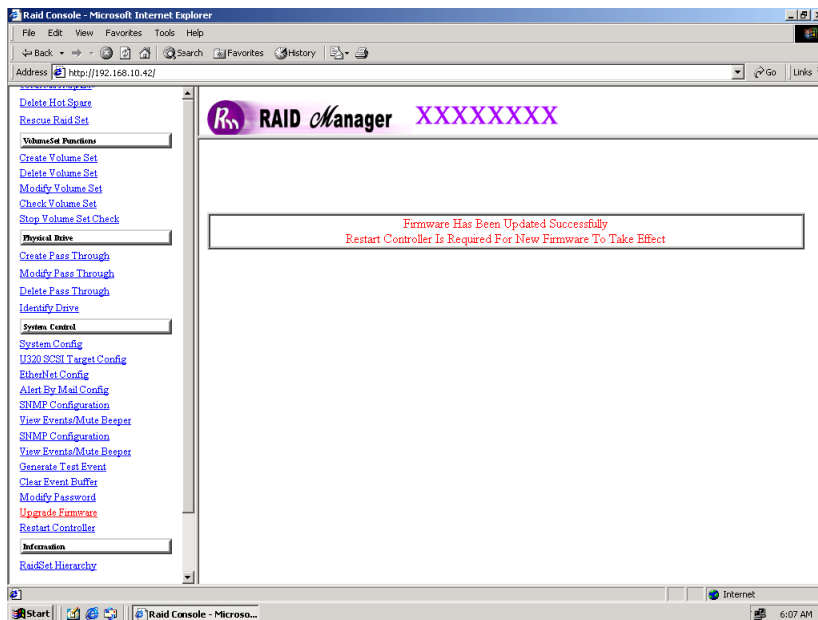 Raid Console - Microsoft Internet Explorer
File Edit View Favorites Tools Help
Back Search Favorites History
Address http://192.168.10.42/ Go Links
Delete Hot Spare
Rescue Raid Set
VolumeSet Functions
Create Volume Set
Delete Volume Set
Modify Volume Set
Check Volume Set
Stop Volume Set Check
Physical Drive
Create Pass Through
Modify Pass Through
Delete Pass Through
Identify Drive
System Control
System Config
U320 SCSI Target Config
EtherNet Config
Alert By Mail Config
SNMP Configuration
View Events/Mute Beeper
SNMP Configuration
View Events/Mute Beeper
Generate Test Event
Clear Event Buffer
Modify Password
Upgrade Firmware
Restart Controller
Information
RaidSet Hierarchy
Rm RAID Manager XXXXXXXX
Firmware Has Been Updated Successfully
Restart Controller Is Required For New Firmware To Take Effect
Internet
Start Raid Console - Microso... 6:07 AM